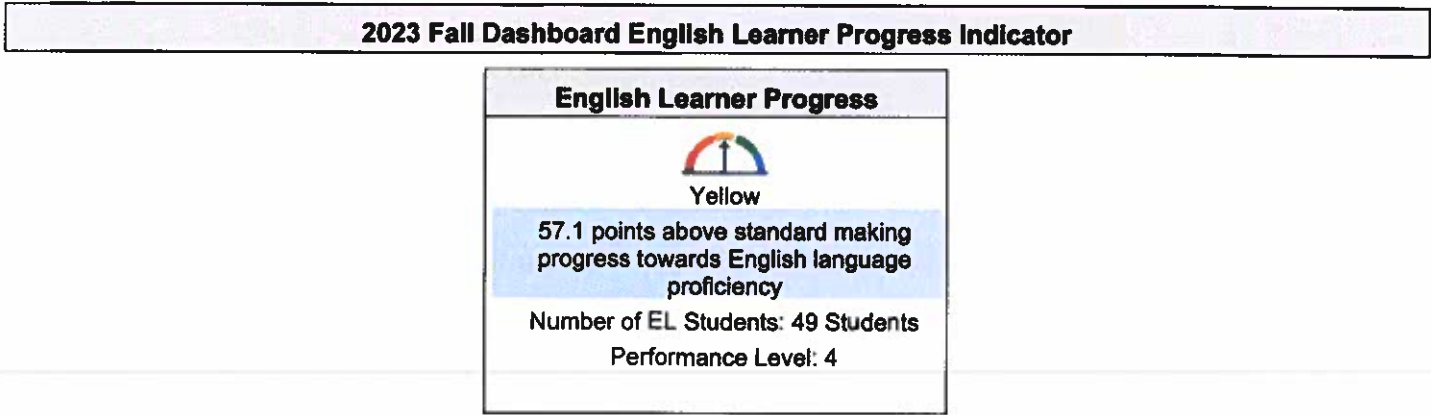 2023 Fall Dashboard English Learner Progress Indicator
English Learner Progress
Yellow
57.1 points above standard making
progress towards English language
proficiency
Number of EL Students: 49 Students
Performance Level: 4